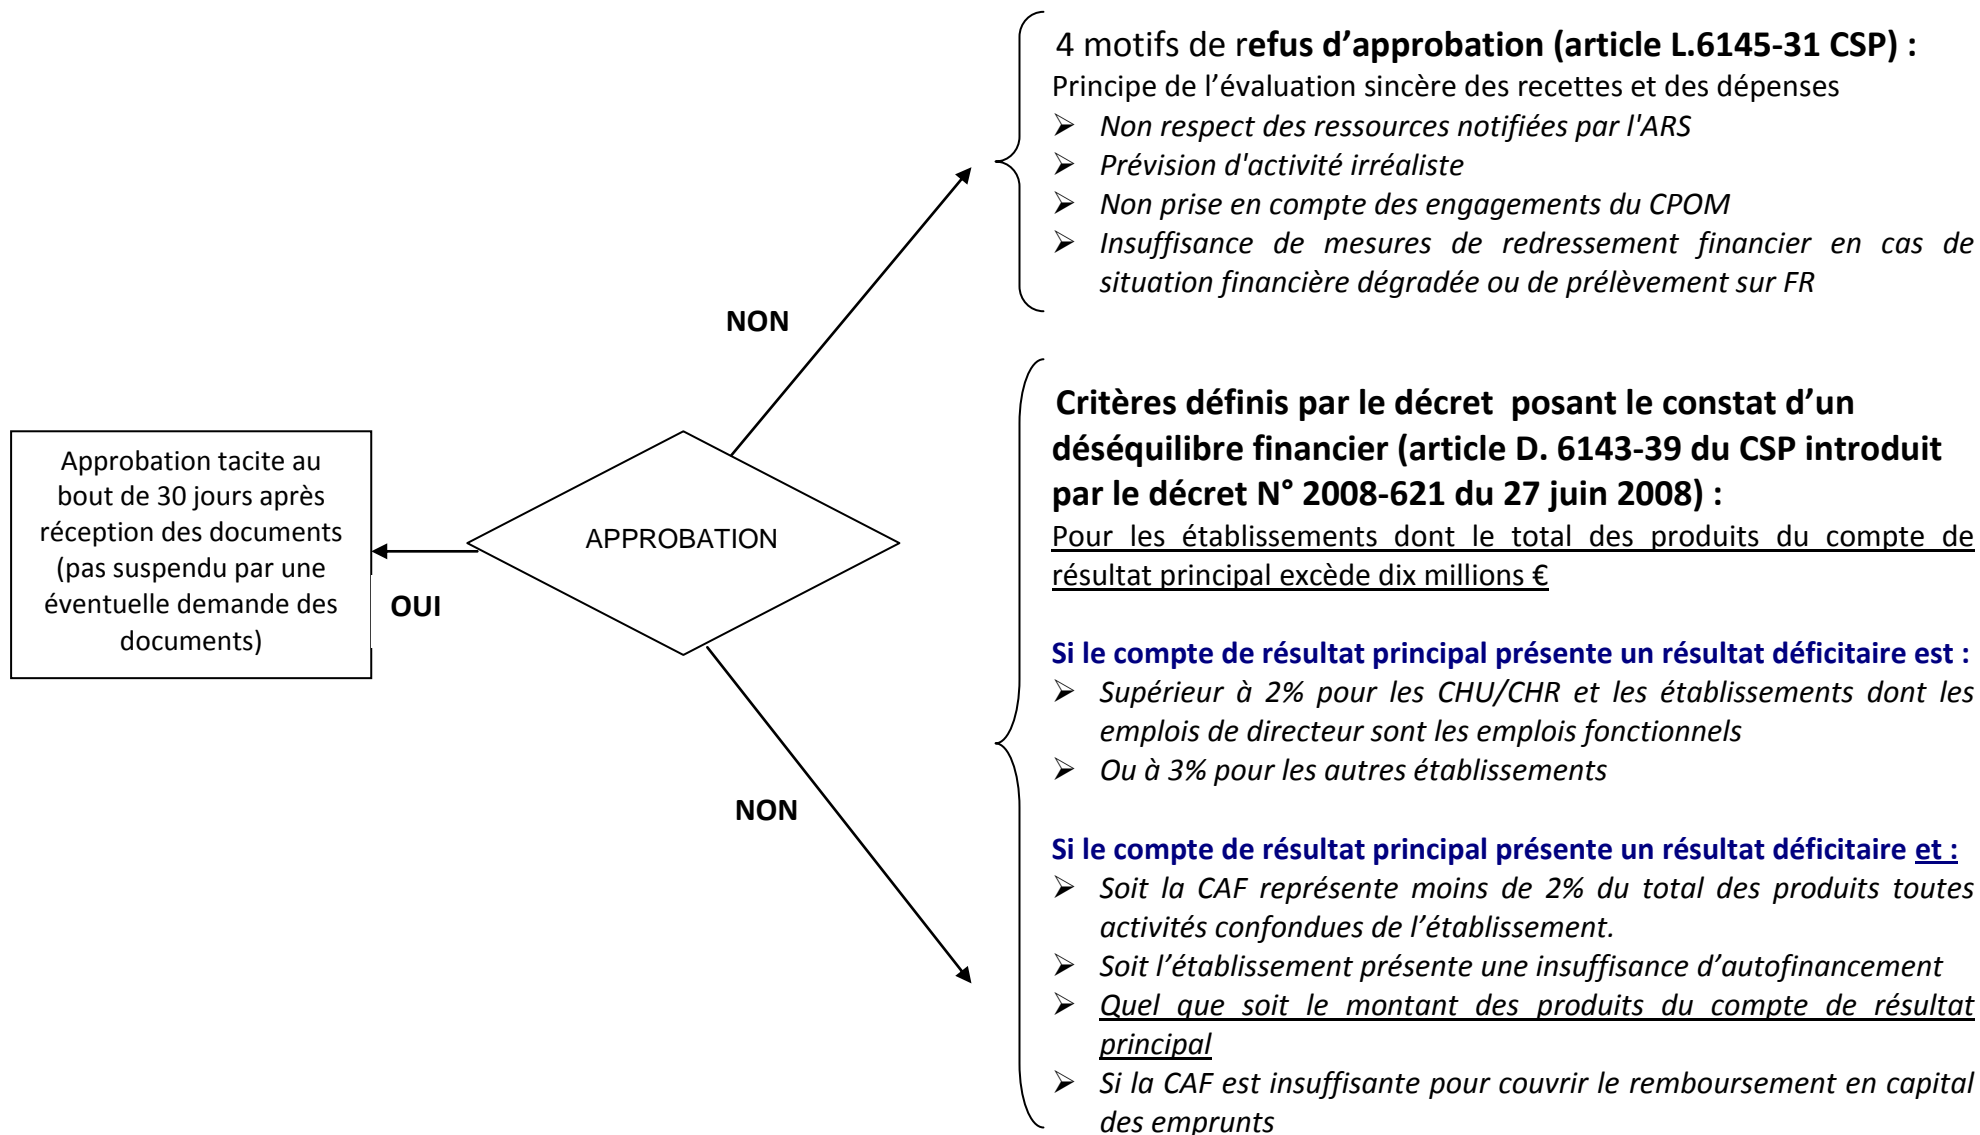 4 motifs de refus d’approbation (article L.6145-31 CSP) :
Principe de l’évaluation sincère des recettes et des dépenses
➢ Non respect des ressources notifiées par l'ARS
➢ Prévision d'activité irréaliste
➢ Non prise en compte des engagements du CPOM
➢ Insuffisance de mesures de redressement financier en cas de
situation financière dégradée ou de prélèvement sur FR
NON
Critères définis par le décret posant le constat d’un
déséquilibre financier (article D. 6143-39 du CSP introduit
par le décret N° 2008-621 du 27 juin 2008) :
Pour les établissements dont le total des produits du compte de
résultat principal excède dix millions €
Approbation tacite au
bout de 30 jours après
réception des documents
(pas suspendu par une
éventuelle demande des
documents)
OUI
APPROBATION
Si le compte de résultat principal présente un résultat déficitaire est :
➢ Supérieur à 2% pour les CHU/CHR et les établissements dont les
emplois de directeur sont les emplois fonctionnels
➢ Ou à 3% pour les autres établissements
NON
Si le compte de résultat principal présente un résultat déficitaire et :
➢ Soit la CAF représente moins de 2% du total des produits toutes
activités confondues de l’établissement.
➢ Soit l’établissement présente une insuffisance d’autofinancement
➢ Quel que soit le montant des produits du compte de résultat
principal
➢ Si la CAF est insuffisante pour couvrir le remboursement en capital
des emprunts